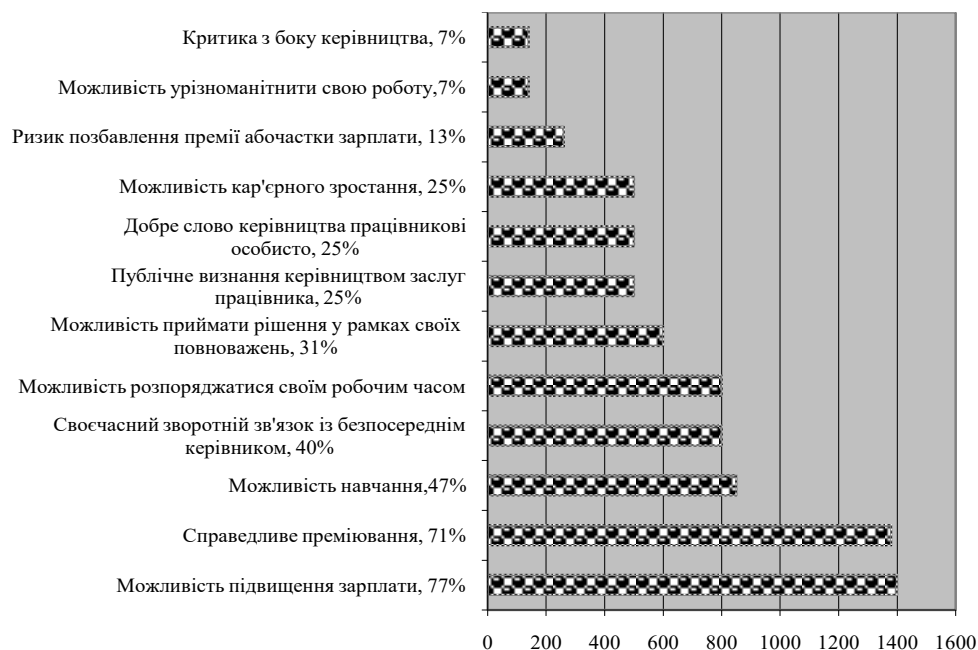 Критика з боку керівництва, 7%
Можливість урізноманітнити свою роботу,7%
Ризик позбавлення премії абочастки зарплати, 13%
Можливість кар'єрного зростання, 25%
Добре слово керівництва працівникові
особисто, 25%
Публічне визнання керівництвом заслуг
працівника, 25%
Можливість приймати рішення у рамках своїх
повноважень, 31%
Можливість розпоряджатися своїм робочим часом
Своєчасний зворотній зв'язок із безпосереднім
керівником, 40%
Можливість навчання,47%
Справедливе преміювання, 71%
Можливість підвищення зарплати, 77%
0 200 400 600 800 1000 1200 1400 1600